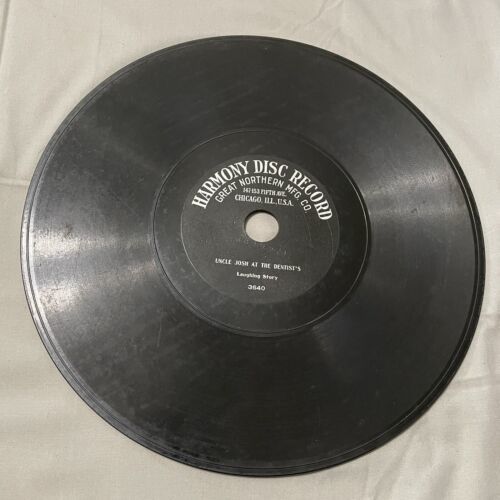 HARMONY DISC RECORD
GREAT NORTHERN MFG CO.
147-153 FIFTH AVE.
CHICAGO, ILL., U.S.A.
UNCLE JOSH AT THE DENTIST'S
Laughing Story
3640